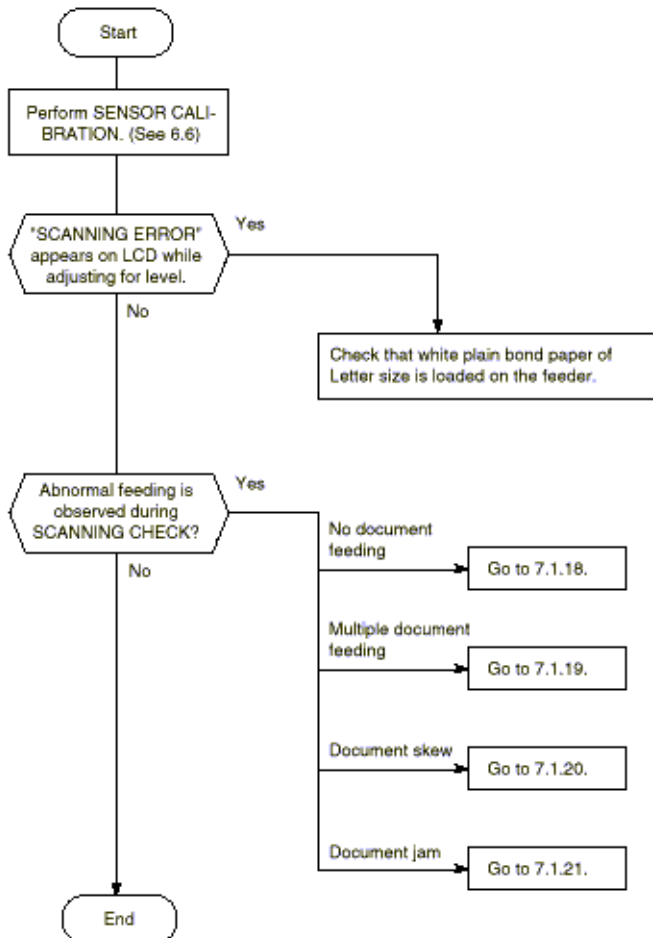 Start
Perform SENSOR CALI-
BRATION. (See 6.6)
"SCANNING ERROR"
appears on LCD while
adjusting for level.
Yes
No
Check that white plain bond paper of
Letter size is loaded on the feeder.
Abnormal feeding is
observed during
SCANNING CHECK?
Yes
No
No document
feeding
Go to 7.1.18.
Multiple document
feeding
Go to 7.1.19.
Document skew
Go to 7.1.20.
Document jam
Go to 7.1.21.
End